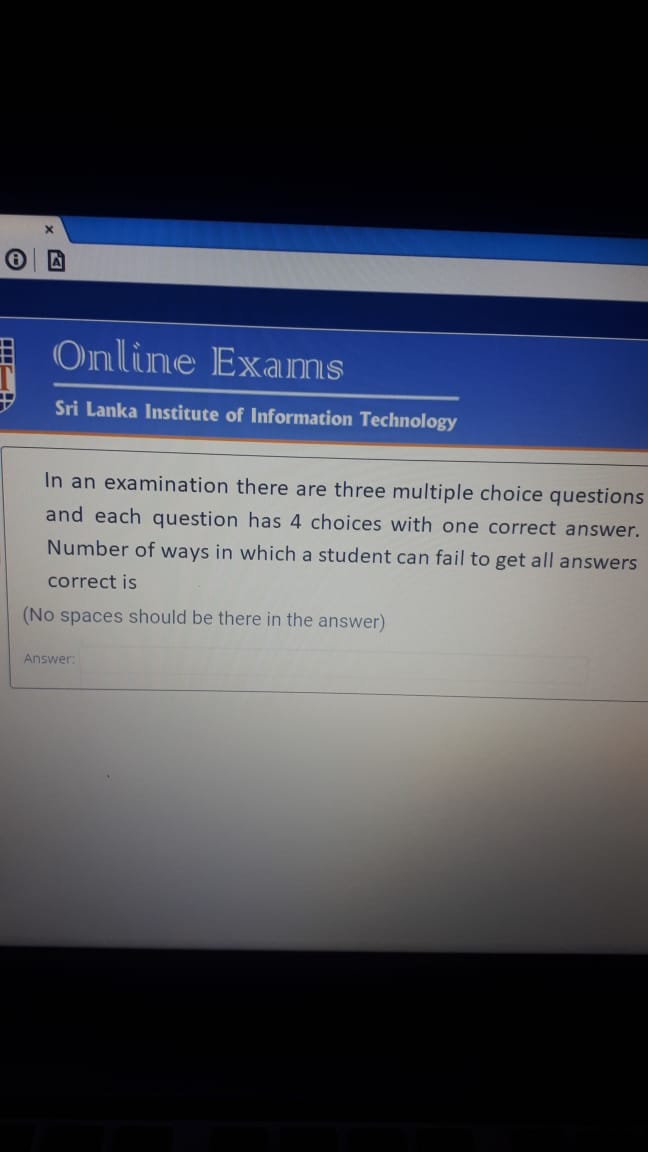 Online Exams
Sri Lanka Institute of Information Technology
In an examination there are three multiple choice questions
and each question has 4 choices with one correct answer.
Number of ways in which a student can fail to get all answers
correct is
(No spaces should be there in the answer)
Answer: